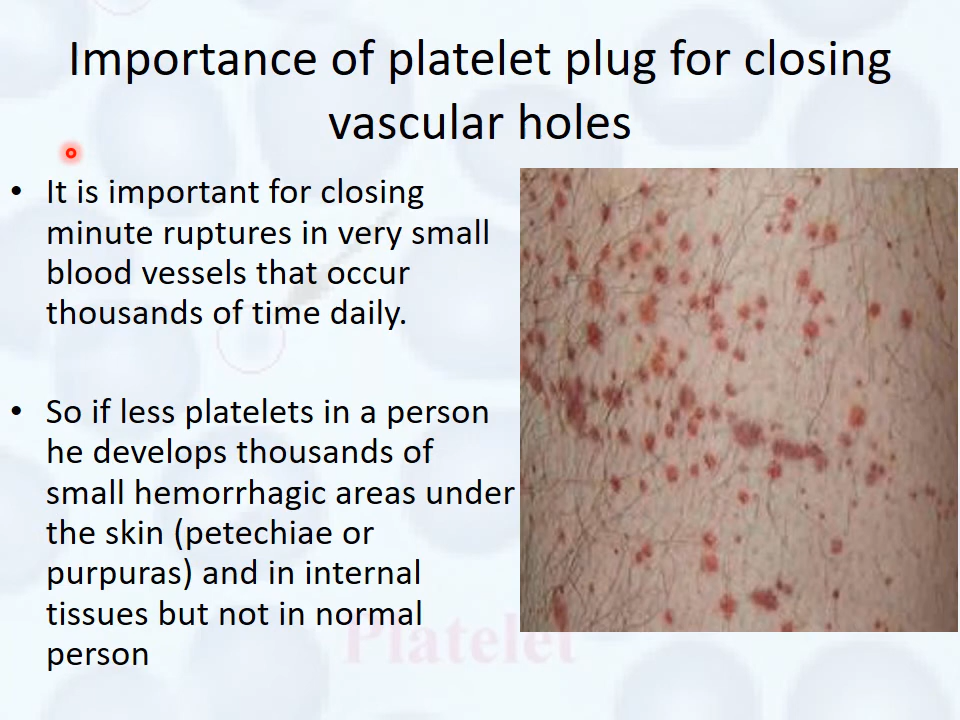 Importance of platelet plug for closing
vascular holes
• It is important for closing
minute ruptures in very small
blood vessels that occur
thousands of time daily.
• So if less platelets in a person
he develops thousands of
small hemorrhagic areas under
the skin (petechiae or
purpuras) and in internal
tissues but not in normal
person
Platelet